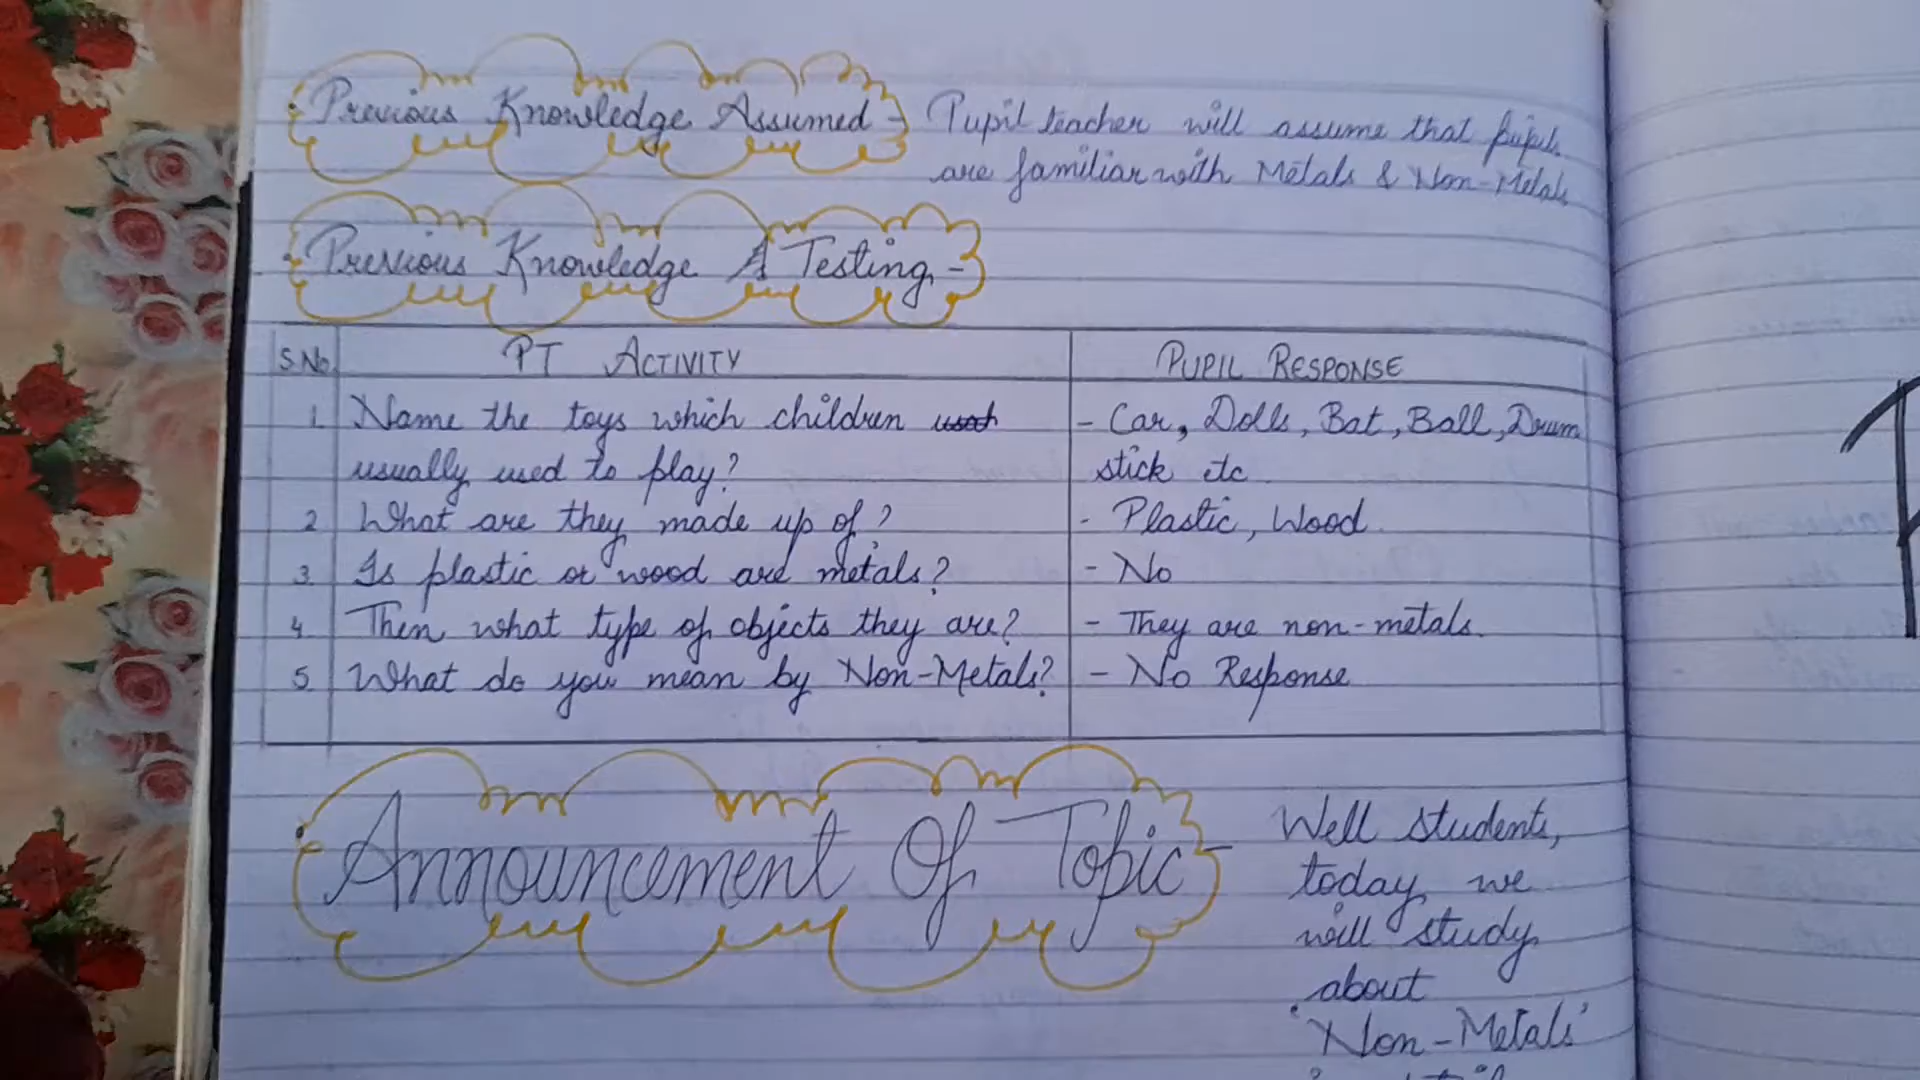 Previous Knowledge Assumed - Pupil teacher will assume that pupils
are familiar with Metals & Non-Metals
Previous Knowledge A Testing -
S.No. PT ACTIVITY PUPIL RESPONSE
1. Name the toys which children - Car, Dolls, Bat, Ball, Drum
usually used to play? stick etc
2 What are they made up of? - Plastic, Wood.
3. Is plastic or wood are metals? - No
4. Then what type of objects they are? - They are non-metals.
5. What do you mean by Non-Metals? - No Response
Announcement Of Topic - Well students,
today we
will study
about
'Non-Metals'